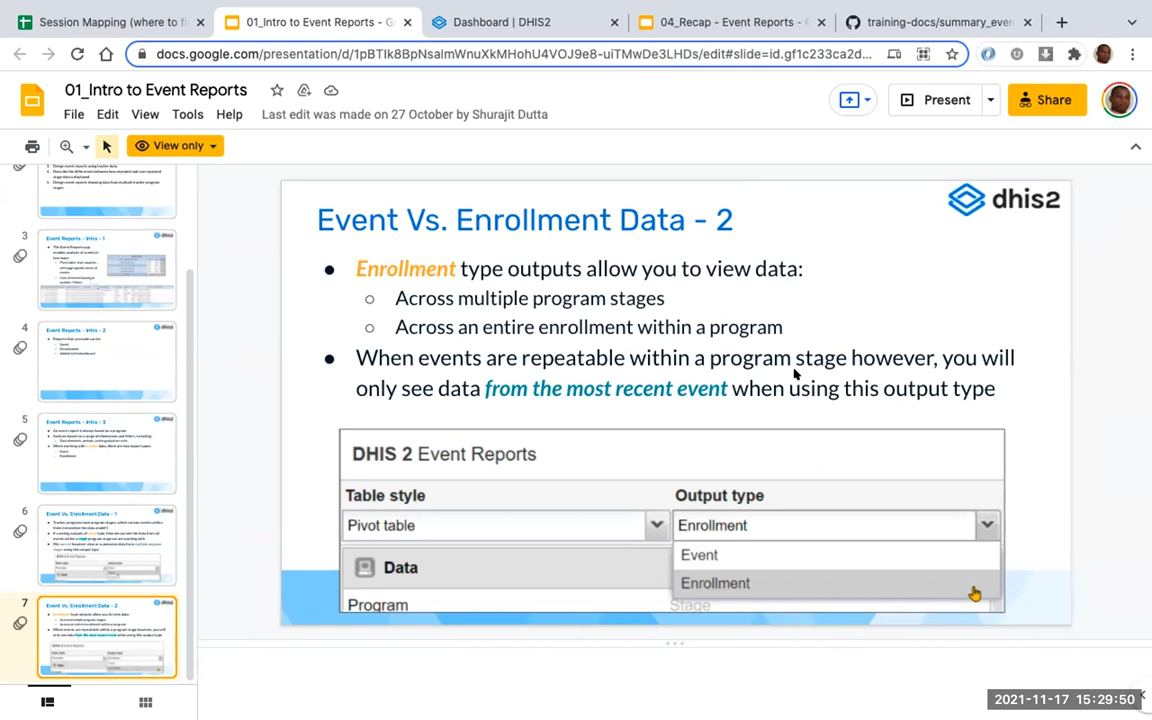 Session Mapping (where to fi
01_Intro to Event Reports - G
Dashboard | DHIS2
04_Recap - Event Reports -
training-docs/summary_even
docs.google.com/presentation/d/1pBTIk8BpNsalmWnuXkMHohU4VOJ9e8-uiTMwDe3LHDs/edit#slide=id.gf1c233ca2d...
01_Intro to Event Reports
File Edit View Tools Help
Last edit was made on 27 October by Shurajit Dutta
Present
Share
View only
3
Event Reports - Intro - 1
4
Event Reports - Intro - 2
5
Event Reports - Intro - 3
6
Event Vs. Enrollment Data - 1
7
Event Vs. Enrollment Data - 2
dhis2
Event Vs. Enrollment Data - 2
Enrollment type outputs allow you to view data:
Across multiple program stages
Across an entire enrollment within a program
When events are repeatable within a program stage however, you will
only see data from the most recent event when using this output type
DHIS 2 Event Reports
Table style
Output type
Pivot table
Enrollment
Event
Data
Enrollment
Program
Stage
2021-11-17 15:29:50